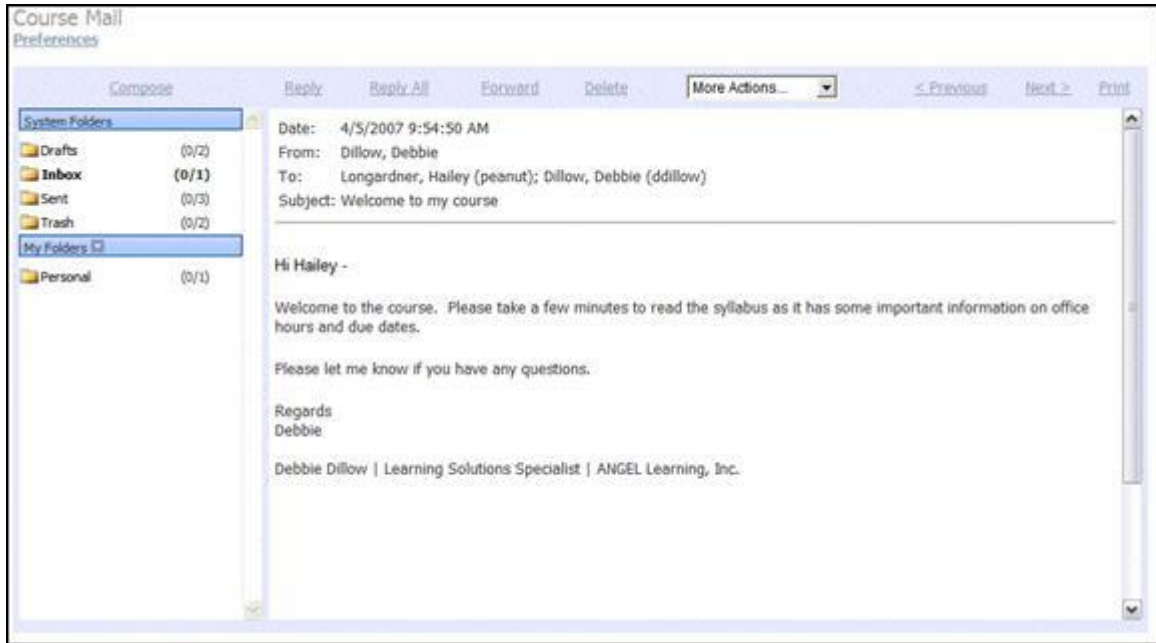 Course Mail
Preferences
Compose Reply Reply All Forward Delete More Actions... < Previous Next > Print
System Folders
Drafts (0/2)
Inbox (0/1)
Sent (0/3)
Trash (0/2)
My Folders
Personal (0/1)
Date: 4/5/2007 9:54:50 AM
From: Dillow, Debbie
To: Longardner, Hailey (peanut); Dillow, Debbie (ddillow)
Subject: Welcome to my course
Hi Hailey -
Welcome to the course. Please take a few minutes to read the syllabus as it has some important information on office
hours and due dates.
Please let me know if you have any questions.
Regards
Debbie
Debbie Dillow | Learning Solutions Specialist | ANGEL Learning, Inc.